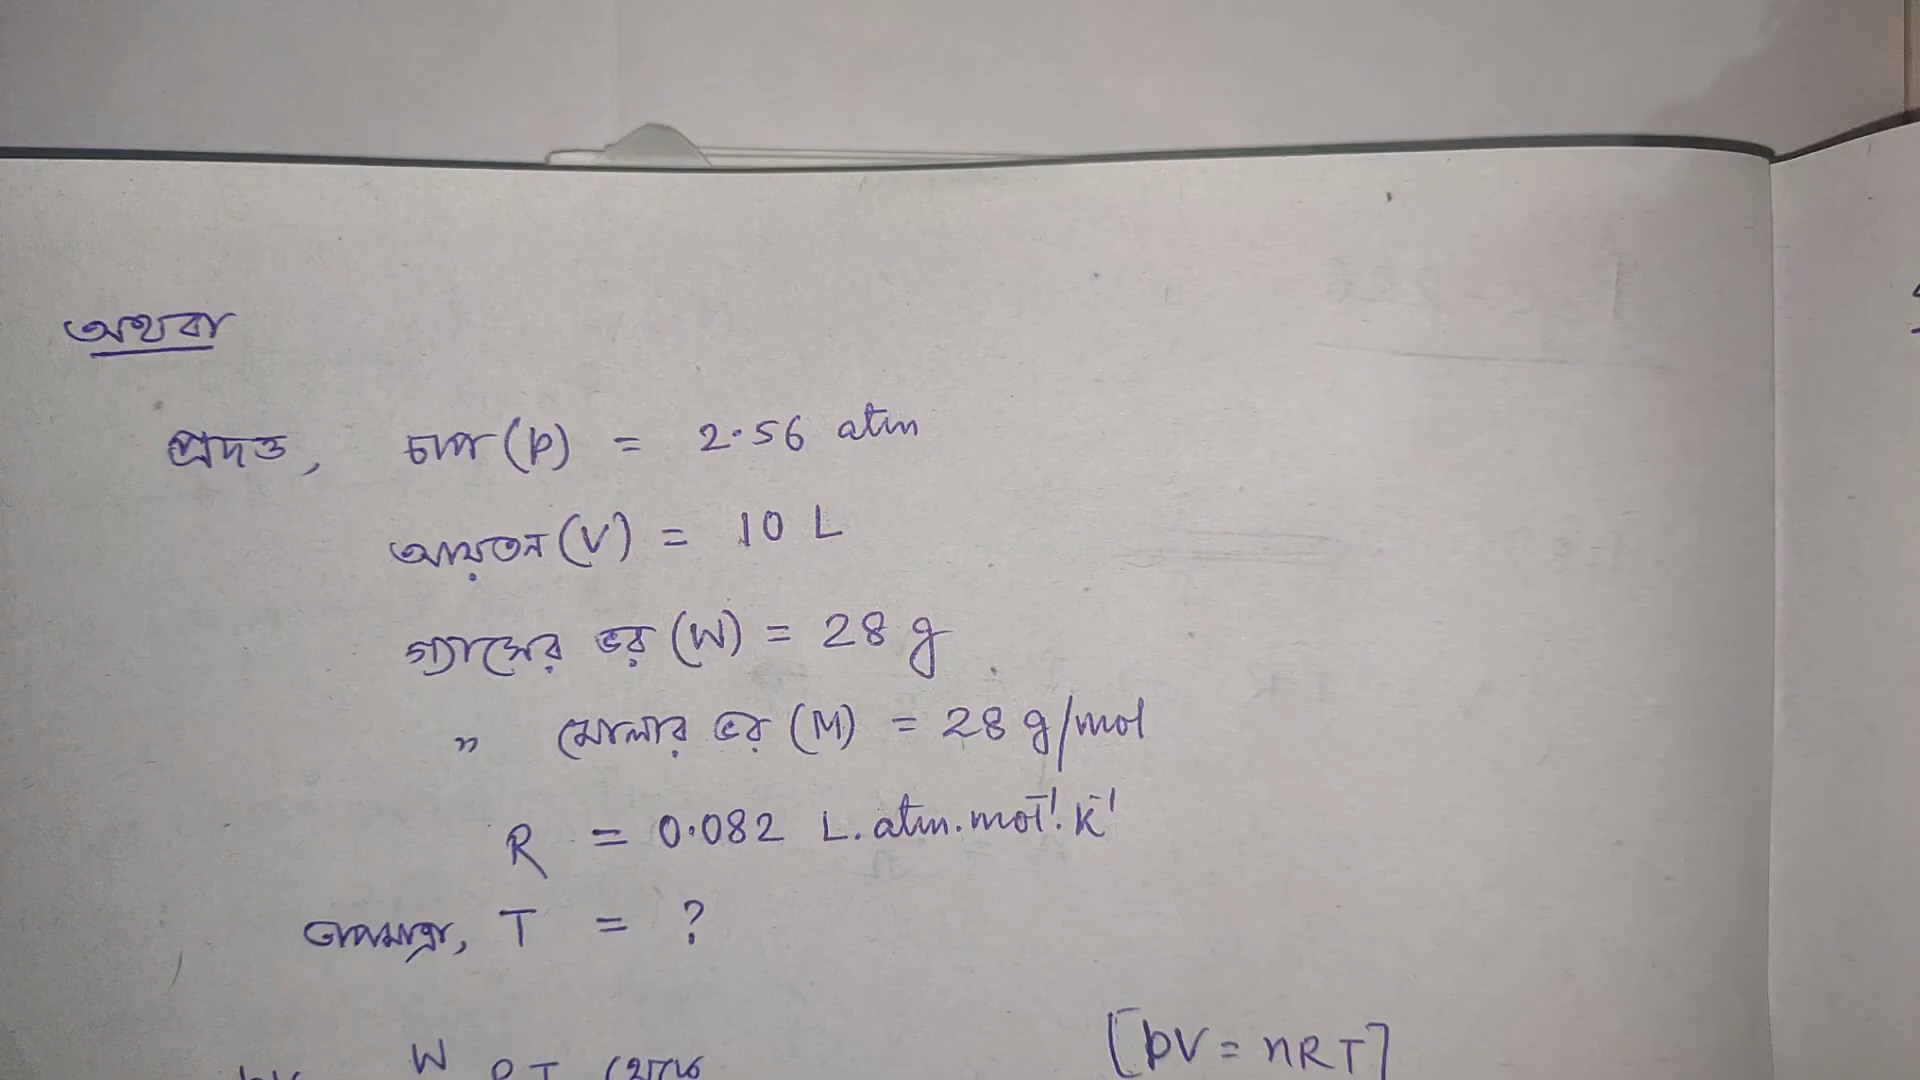 অথবা
প্রদত্ত, চাপ (p) = 2.56 atm
আয়তন (V) = 10 L
গ্যাসের ভর (W) = 28 g
" মোলার ভর (M) = 28 g/mol
R = 0.082 L.atm.mol⁻¹.K⁻¹
তাপমাত্রা, T = ?
W [pV = nRT]